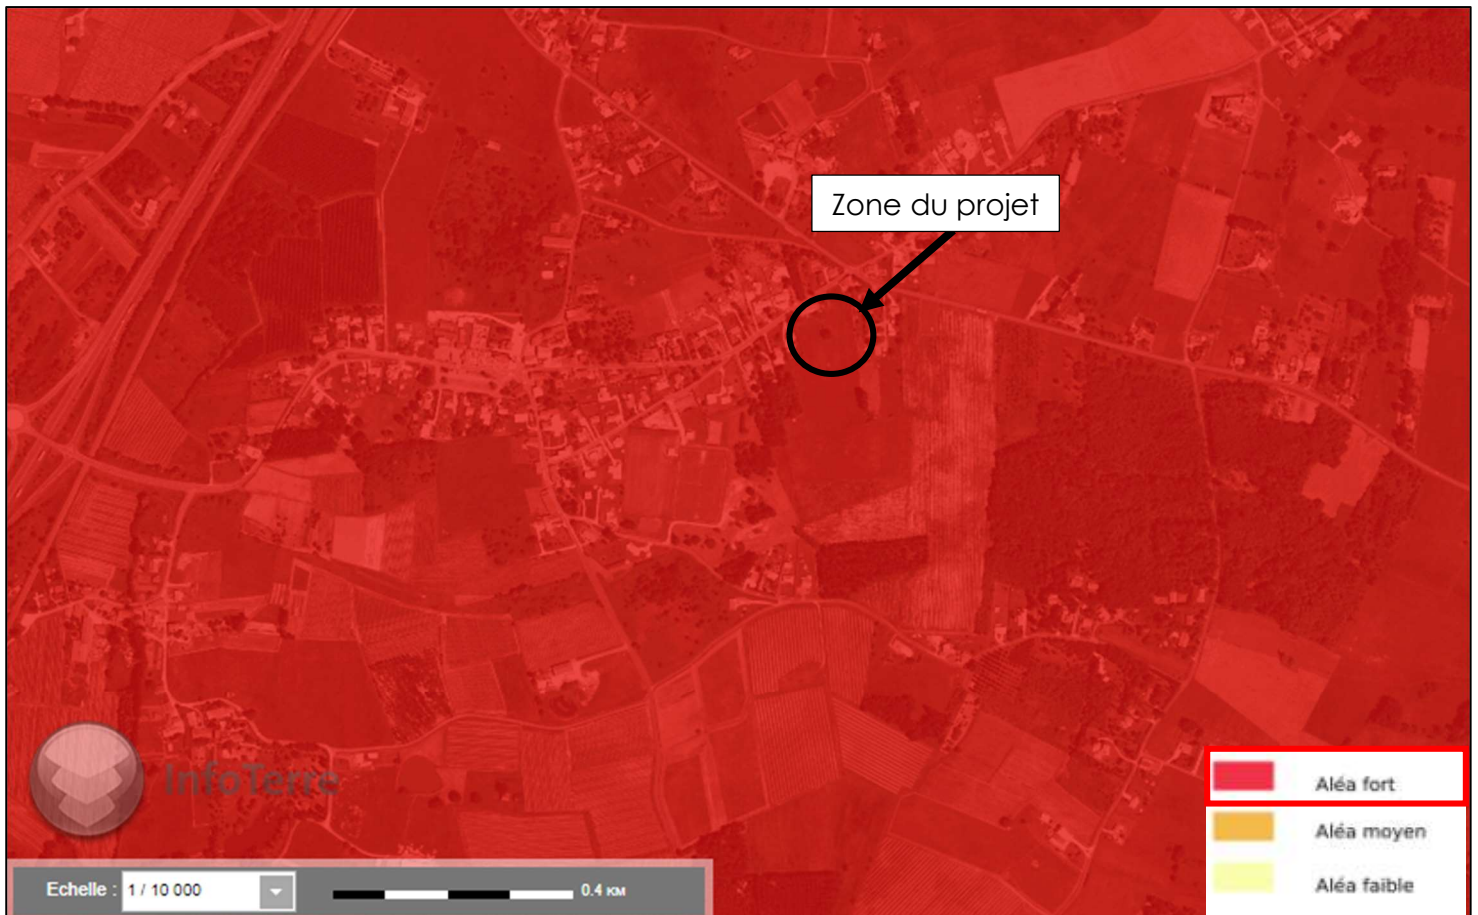 Zone du projet
InfoTerre
Aléa fort
Aléa moyen
Aléa faible
Echelle : 1 / 10 000
0.4 KM